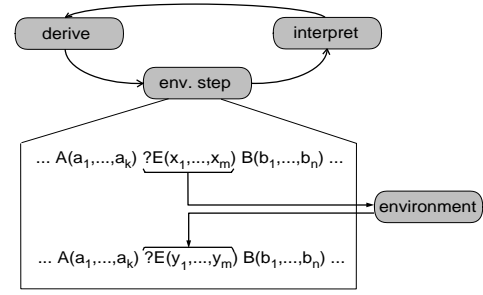 derive
interpret
env. step
... A(a₁,...,aₖ) ?E(x₁,...,xₘ) B(b₁,...,bₙ) ...
environment
... A(a₁,...,aₖ) ?E(y₁,...,yₘ) B(b₁,...,bₙ) ...